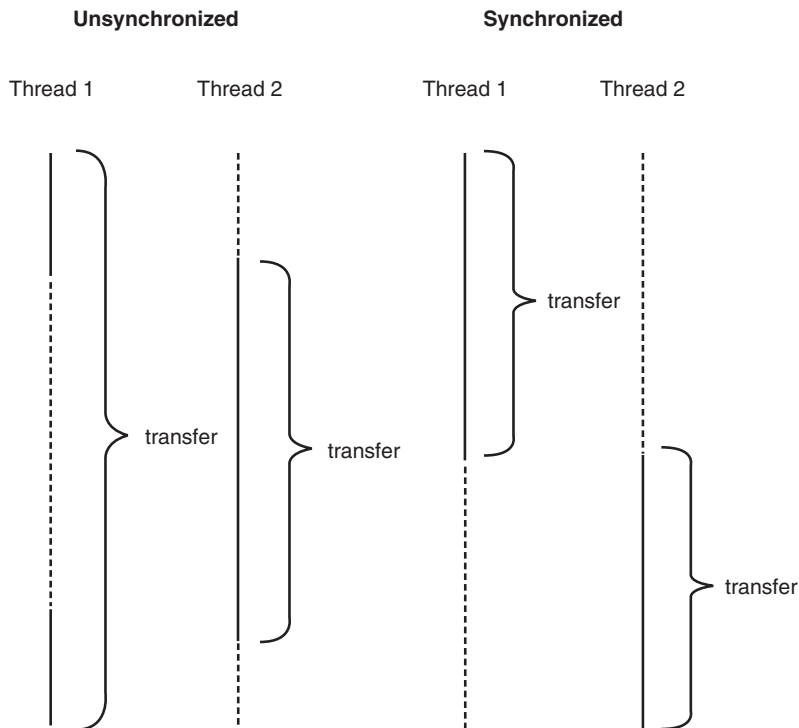 Unsynchronized
Synchronized
Thread 1
Thread 2
Thread 1
Thread 2
transfer
transfer
transfer
transfer